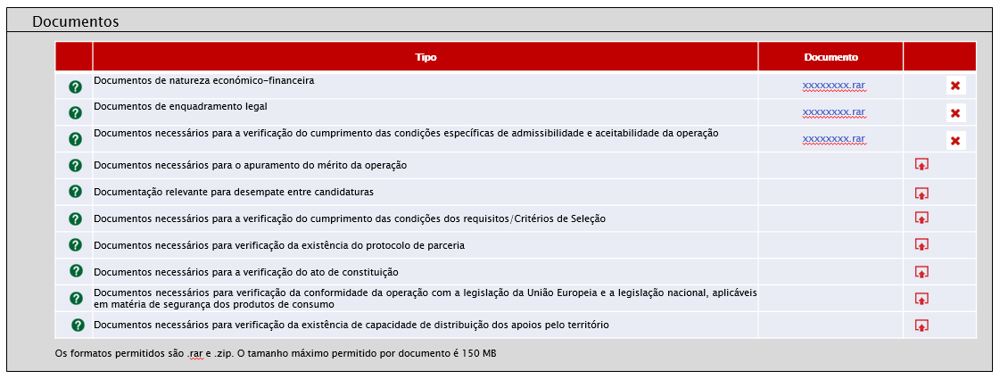 Documentos
Tipo Documento
Documentos de natureza económico-financeira xxxxxxxx.rar
Documentos de enquadramento legal xxxxxxxx.rar
Documentos necessários para a verificação do cumprimento das condições específicas de admissibilidade e aceitabilidade da operação xxxxxxxx.rar
Documentos necessários para o apuramento do mérito da operação
Documentação relevante para desempate entre candidaturas
Documentos necessários para a verificação do cumprimento das condições dos requisitos/Critérios de Seleção
Documentos necessários para verificação da existência do protocolo de parceria
Documentos necessários para a verificação do ato de constituição
Documentos necessários para verificação da conformidade da operação com a legislação da União Europeia e a legislação nacional, aplicáveis
em matéria de segurança dos produtos de consumo
Documentos necessários para verificação da existência de capacidade de distribuição dos apoios pelo território
Os formatos permitidos são .rar e .zip. O tamanho máximo permitido por documento é 150 MB